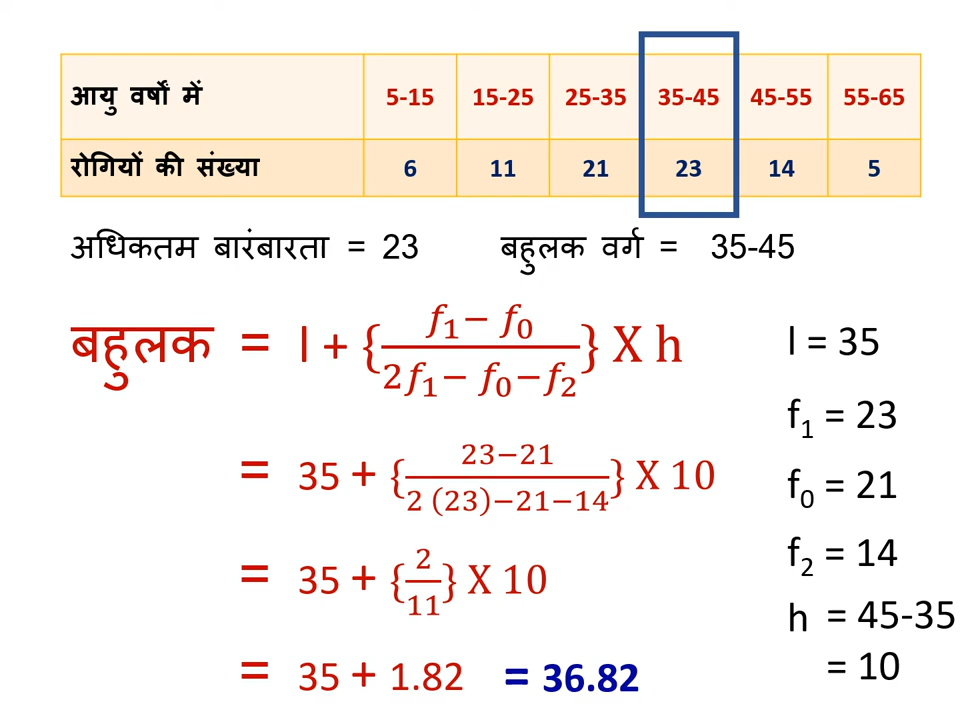 आयु वर्षों में 5-15 15-25 25-35 35-45 45-55 55-65
रोगियों की संख्या 6 11 21 23 14 5
अधिकतम बारंबारता = 23 बहुलक वर्ग = 35-45
बहुलक = l + {(f₁− f₀)/(2f₁− f₀−f₂)} X h
= 35 + {(23−21)/(2 (23)−21−14)} X 10
= 35 + {2/11} X 10
= 35 + 1.82 = 36.82
l = 35
f₁ = 23
f₀ = 21
f₂ = 14
h = 45-35
= 10